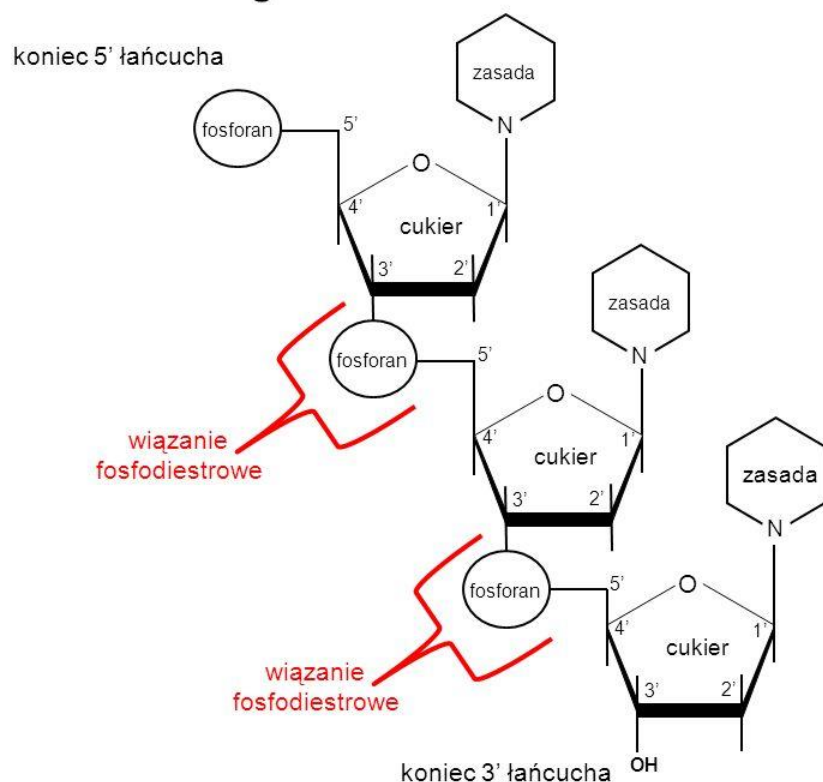 koniec 5' łańcucha
zasada
fosforan
5'
N
O
4'
cukier
1'
3'
2'
fosforan
5'
zasada
N
O
wiązanie
fosfodiestrowe
4'
cukier
1'
3'
2'
zasada
N
fosforan
5'
O
4'
cukier
1'
wiązanie
fosfodiestrowe
3'
2'
koniec 3' łańcucha
OH